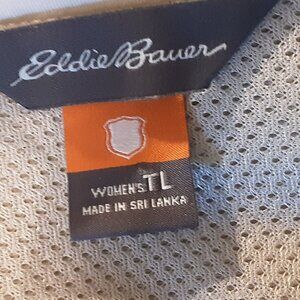 Eddie Bauer
WOMEN'S TL
MADE IN SRI LANKA